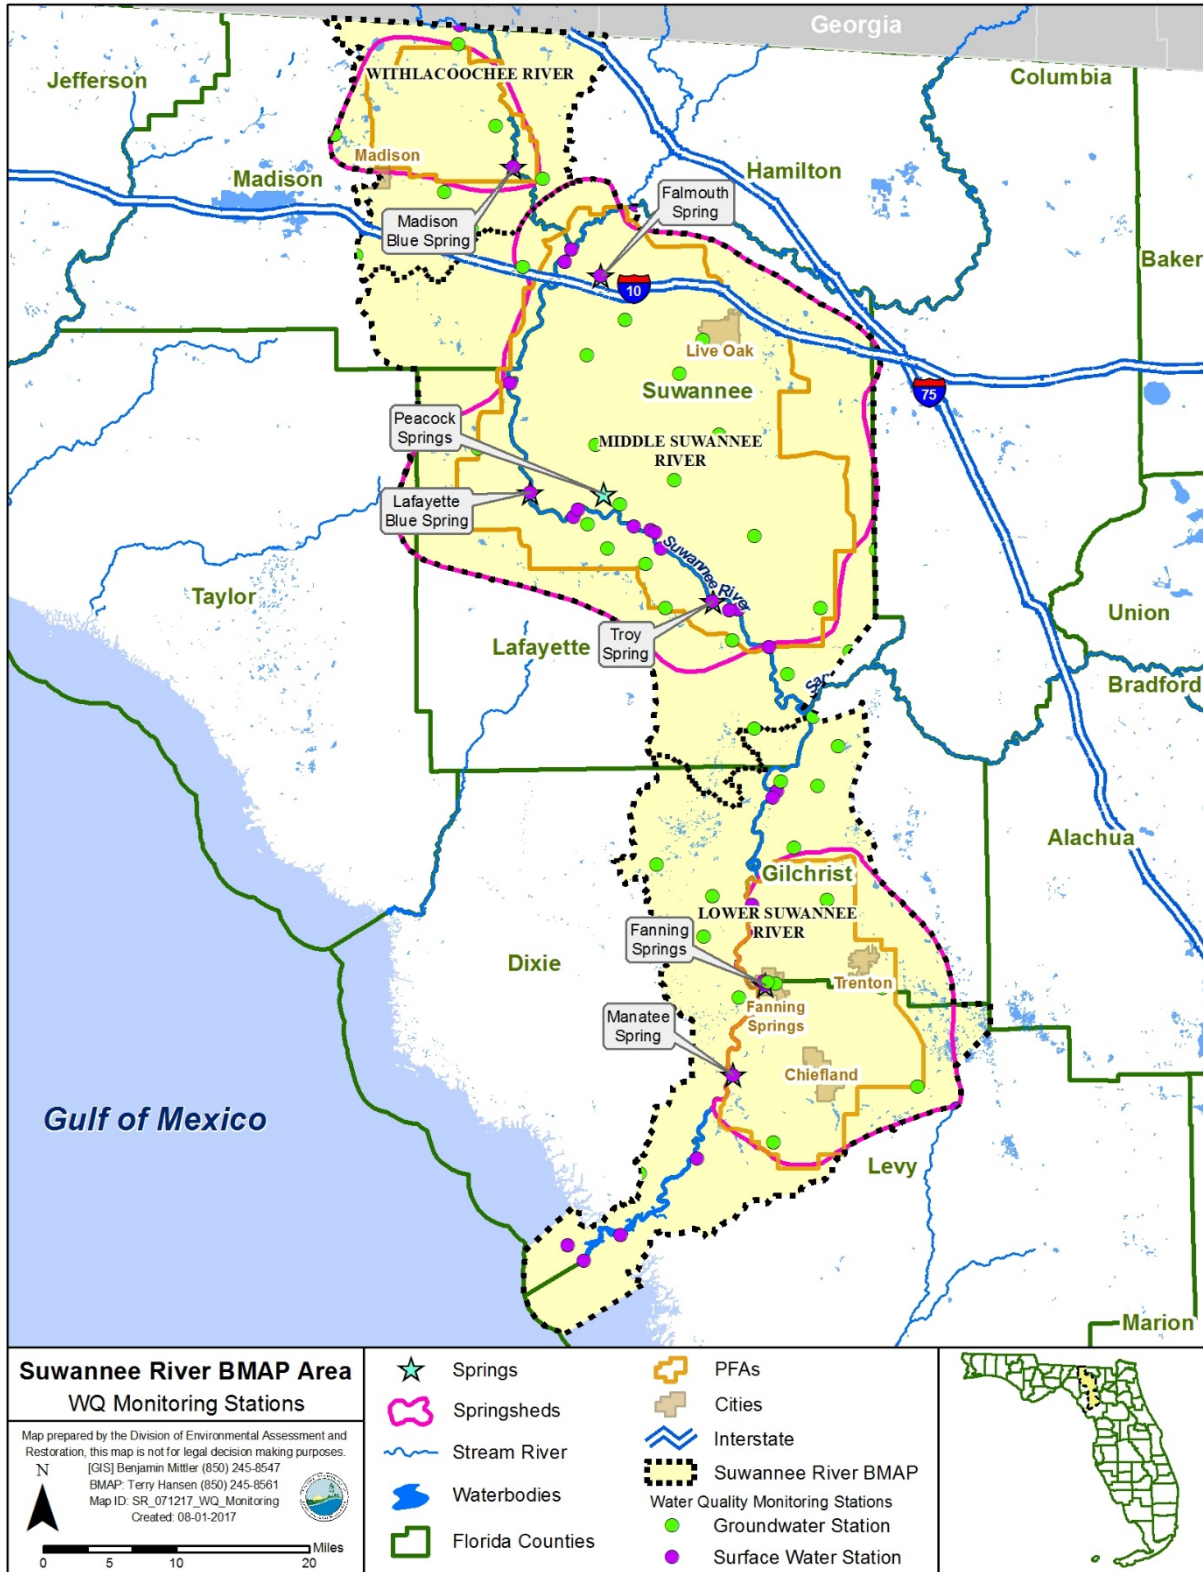 Georgia
Jefferson
WITHLACOOCHEE RIVER
Columbia
Madison
Madison
Hamilton
Falmouth
Spring
Madison
Blue Spring
Baker
10
Live Oak
Suwannee
75
Peacock
Springs
MIDDLE SUWANNEE
RIVER
Lafayette
Blue Spring
Suwannee River
Taylor
Union
Troy
Spring
Lafayette
Bradford
Alachua
Gilchrist
LOWER SUWANNEE
RIVER
Fanning
Springs
Dixie
Trenton
Fanning
Springs
Manatee
Spring
Chiefland
Gulf of Mexico
Levy
Marion
Suwannee River BMAP Area
WQ Monitoring Stations
Map prepared by the Division of Environmental Assessment and
Restoration, this map is not for legal decision making purposes.
[GIS] Benjamin Mittler (850) 245-8547
BMAP: Terry Hansen (850) 245-8561
Map ID: SR_071217_WQ_Monitoring
Created: 08-01-2017
N
Miles
0 5 10 20
Springs
Springsheds
Stream River
Waterbodies
Florida Counties
PFAs
Cities
Interstate
Suwannee River BMAP
Water Quality Monitoring Stations
Groundwater Station
Surface Water Station